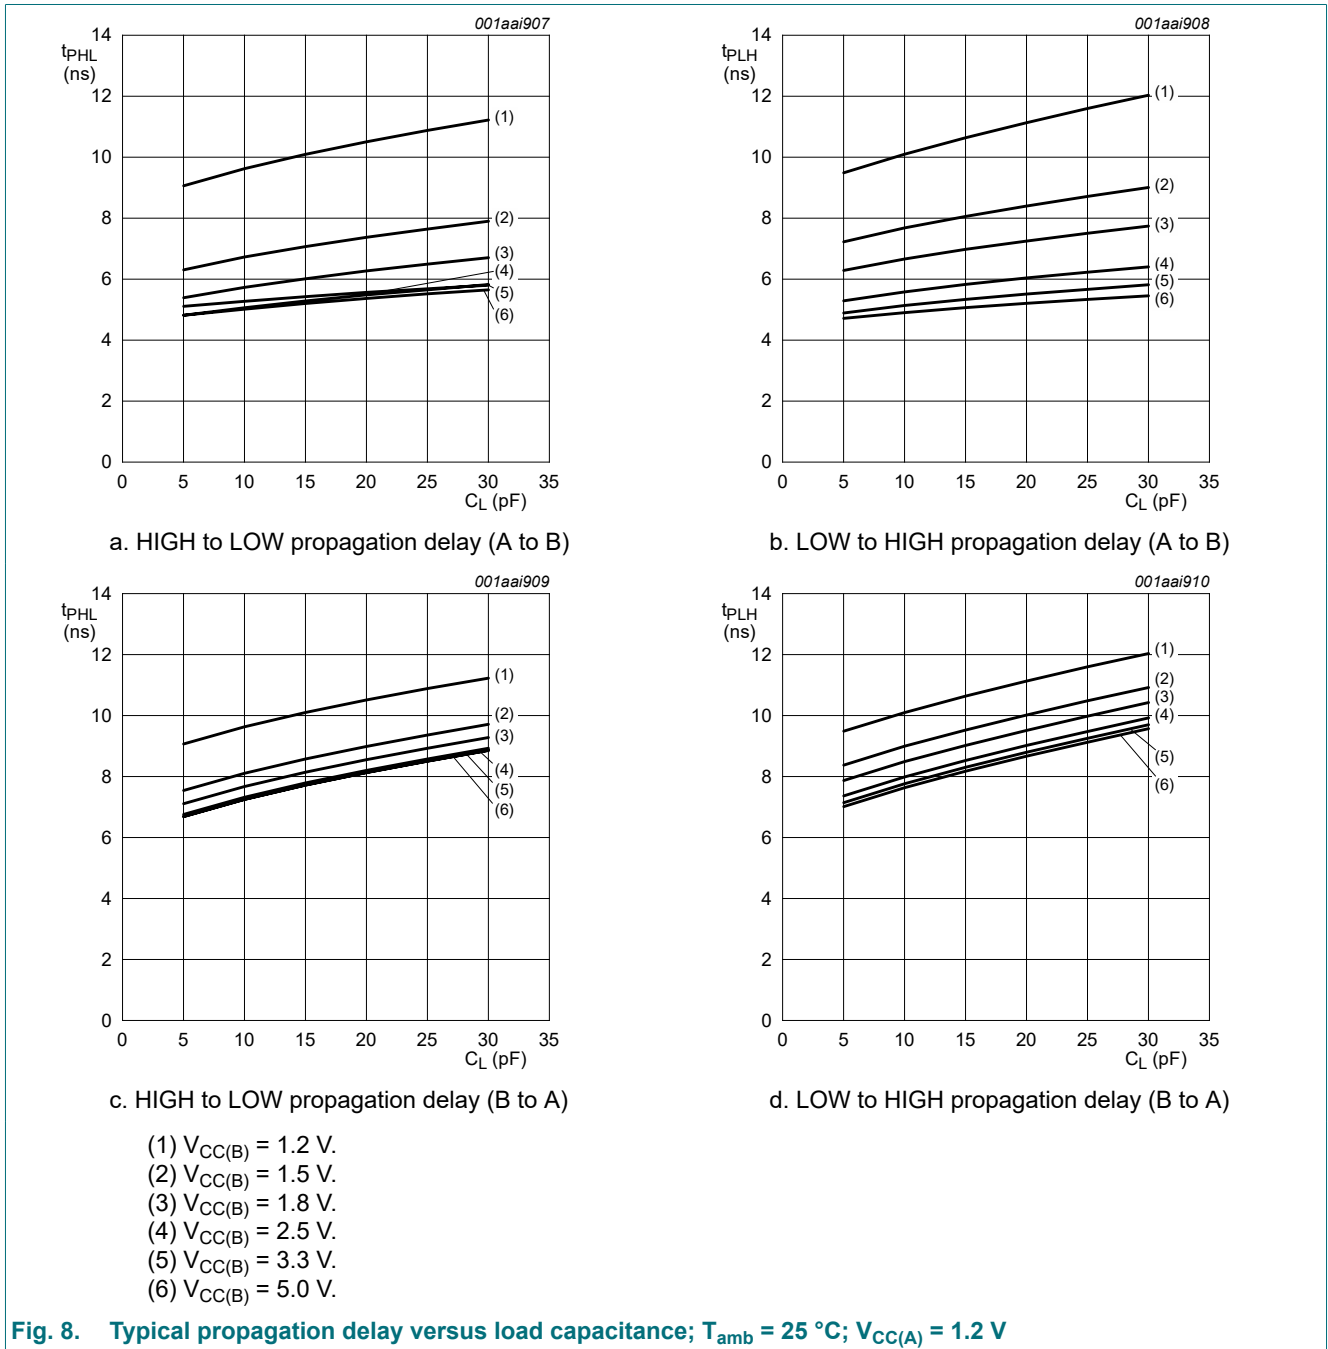 001aai907
tPHL
(ns)
14
12
10
8
6
4
2
0
0 5 10 15 20 25 30 35
CL (pF)
(1)
(2)
(3)
(4)
(5)
(6)
a. HIGH to LOW propagation delay (A to B)
001aai908
tPLH
(ns)
14
12
10
8
6
4
2
0
0 5 10 15 20 25 30 35
CL (pF)
(1)
(2)
(3)
(4)
(5)
(6)
b. LOW to HIGH propagation delay (A to B)
001aai909
tPHL
(ns)
14
12
10
8
6
4
2
0
0 5 10 15 20 25 30 35
CL (pF)
(1)
(2)
(3)
(4)
(5)
(6)
c. HIGH to LOW propagation delay (B to A)
001aai910
tPLH
(ns)
14
12
10
8
6
4
2
0
0 5 10 15 20 25 30 35
CL (pF)
(1)
(2)
(3)
(4)
(5)
(6)
d. LOW to HIGH propagation delay (B to A)
(1) VCC(B) = 1.2 V.
(2) VCC(B) = 1.5 V.
(3) VCC(B) = 1.8 V.
(4) VCC(B) = 2.5 V.
(5) VCC(B) = 3.3 V.
(6) VCC(B) = 5.0 V.
Fig. 8. Typical propagation delay versus load capacitance; Tamb = 25 °C; VCC(A) = 1.2 V